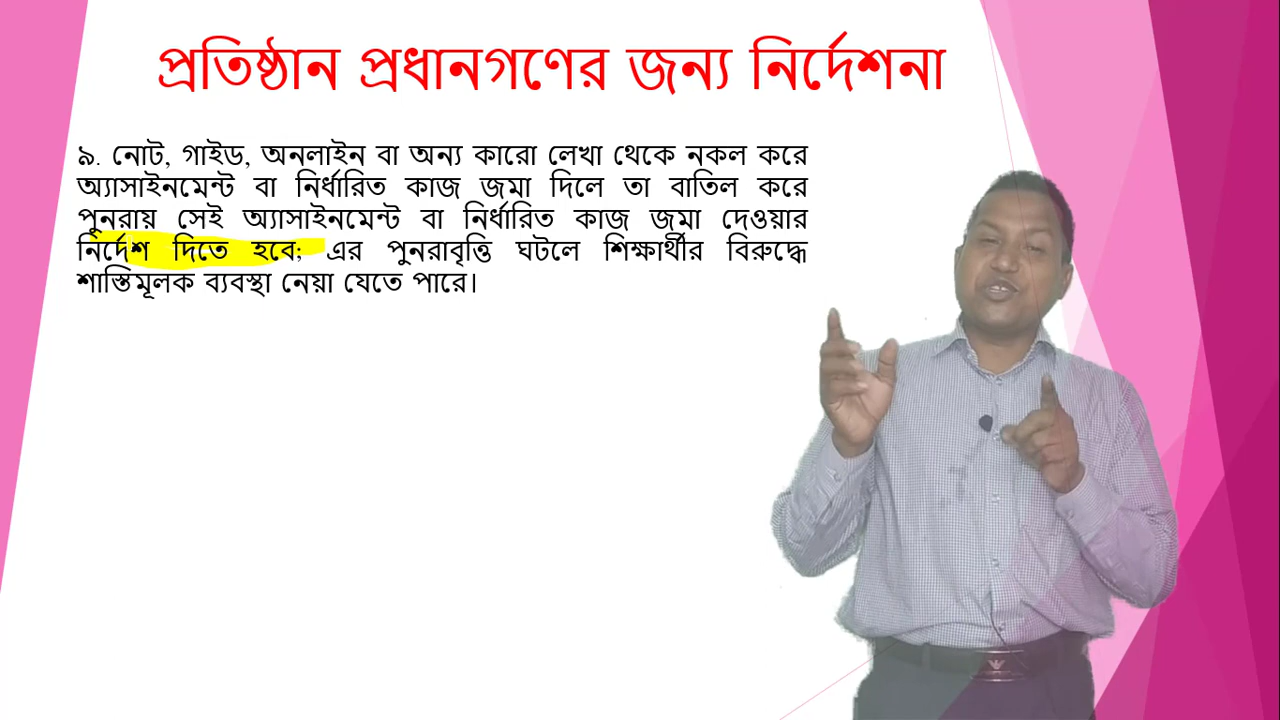 প্রতিষ্ঠান প্রধানগণের জন্য নির্দেশনা
৯. নোট, গাইড, অনলাইন বা অন্য কারো লেখা থেকে নকল করে
অ্যাসাইনমেন্ট বা নির্ধারিত কাজ জমা দিলে তা বাতিল করে
পুনরায় সেই অ্যাসাইনমেন্ট বা নির্ধারিত কাজ জমা দেওয়ার
নির্দেশ দিতে হবে; এর পুনরাবৃত্তি ঘটলে শিক্ষার্থীর বিরুদ্ধে
শাস্তিমূলক ব্যবস্থা নেয়া যেতে পারে।